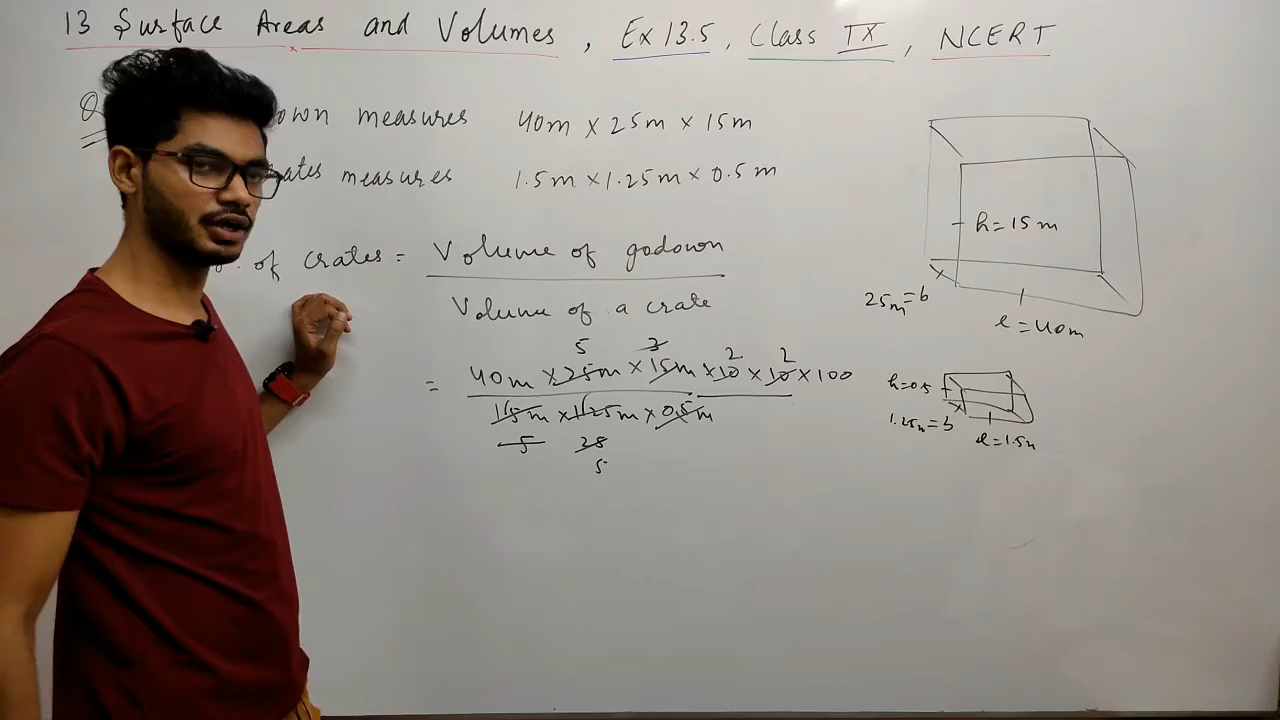 13 Surface Areas and Volumes , Ex 13.5 , Class IX , NCERT
Q own measures 40m × 25m × 15m
ates measures 1.5m × 1.25m × 0.5m
. of crates = Volume of godown
Volume of a crate
5 3 2 2
= 40m × 25m × 15m × 10 × 10 × 100
1.5m × 1.25m × 0.5m
5 25
5
h = 15 m
25m = b
l = 40m
h = 0.5
1.25m = b
l = 1.5m